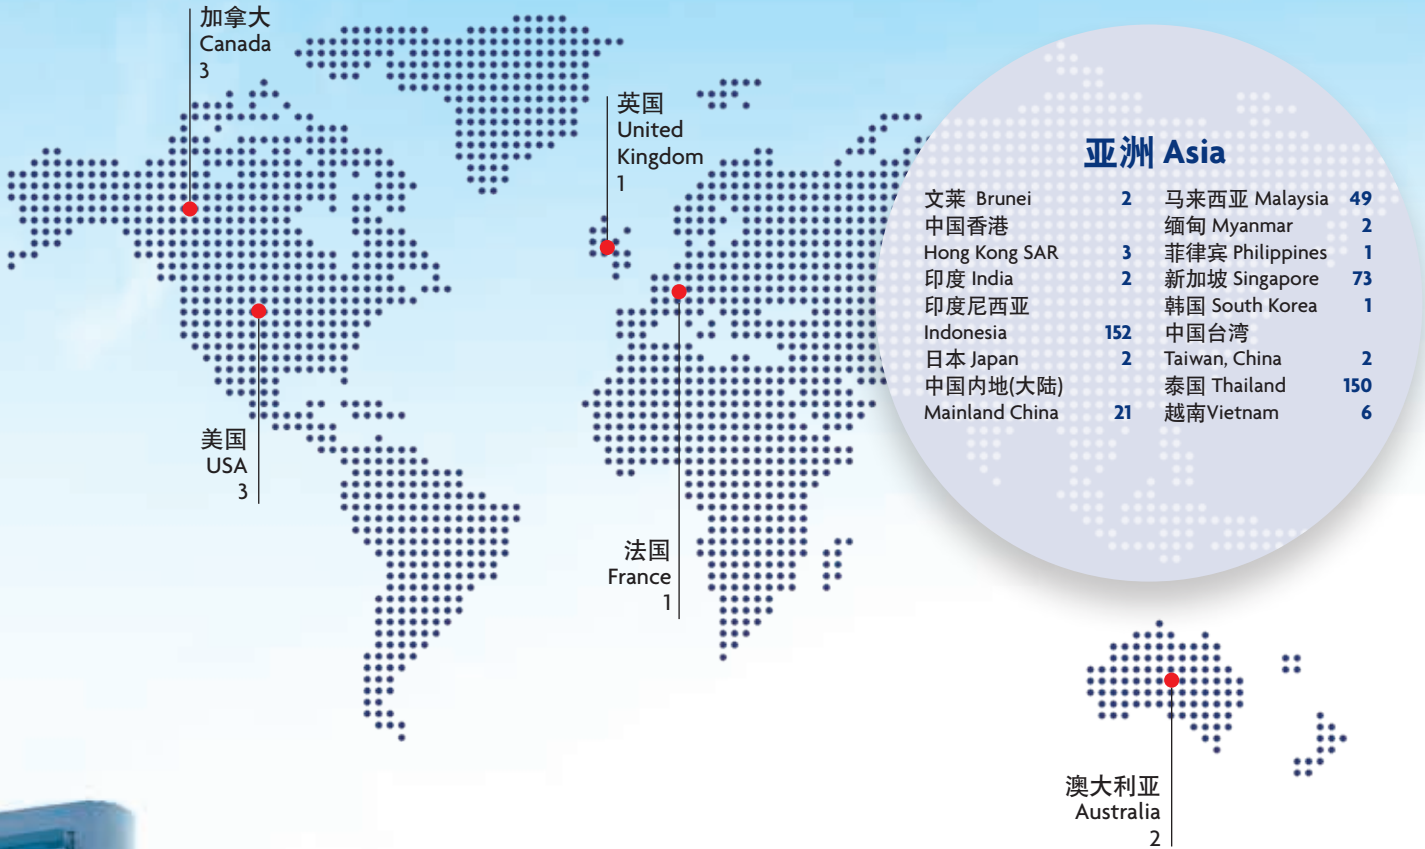 加拿大
Canada
3
英国
United
Kingdom
1
美国
USA
3
法国
France
1
亚洲 Asia
文莱 Brunei 2
中国香港
Hong Kong SAR 3
印度 India 2
印度尼西亚
Indonesia 152
日本 Japan 2
中国内地(大陆)
Mainland China 21
马来西亚 Malaysia 49
缅甸 Myanmar 2
菲律宾 Philippines 1
新加坡 Singapore 73
韩国 South Korea 1
中国台湾
Taiwan, China 2
泰国 Thailand 150
越南Vietnam 6
澳大利亚
Australia
2